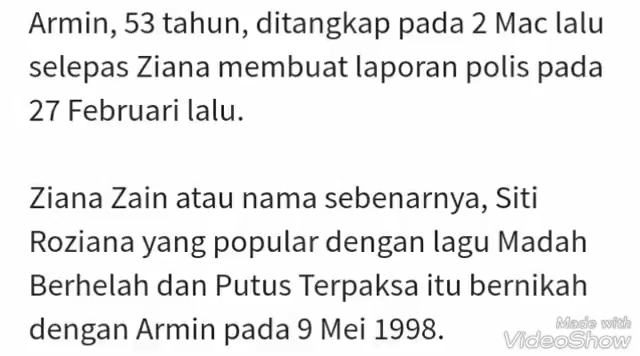 Armin, 53 tahun, ditangkap pada 2 Mac lalu
selepas Ziana membuat laporan polis pada
27 Februari lalu.
Ziana Zain atau nama sebenarnya, Siti
Roziana yang popular dengan lagu Madah
Berhelah dan Putus Terpaksa itu bernikah
dengan Armin pada 9 Mei 1998.
Made with
VideoShow